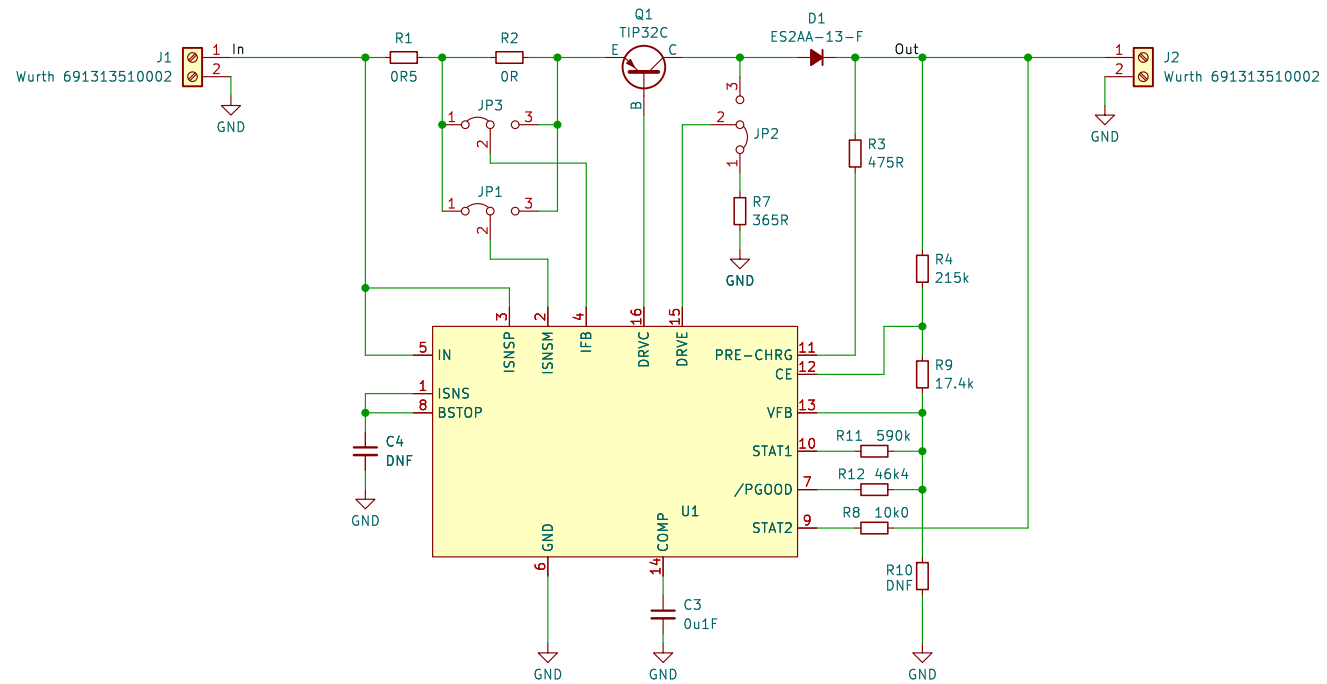 Q1
TIP32C
D1
ES2AA-13-F
R1
R2
J1
1
In
E
C
Out
1
J2
Wurth 691313510002
2
0R5
0R
2
Wurth 691313510002
3
GND
B
GND
JP3
1
3
2
2
JP2
R3
475R
1
JP1
1
3
2
R7
365R
GND
R4
215k
3
2
4
16
15
ISNSP
ISNSM
IFB
DRVC
DRVE
5
IN
PRE-CHRG
11
CE
12
R9
17.4k
1
ISNS
8
BSTOP
VFB
13
C4
DNF
STAT1
10
R11 590k
/PGOOD
7
R12 46k4
GND
U1
STAT2
9
R8 10k0
GND
COMP
6
14
R10
DNF
C3
0u1F
GND
GND
GND